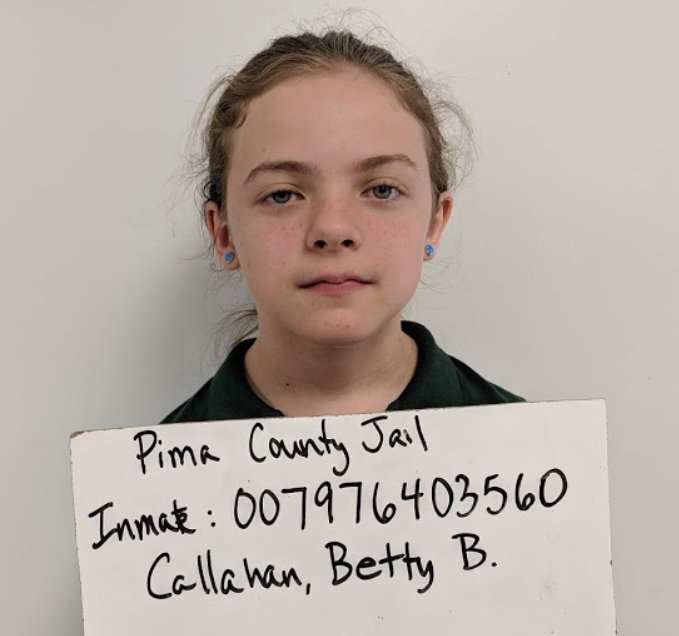 Pima County Jail
Inmate: 007976403560
Callahan, Betty B.